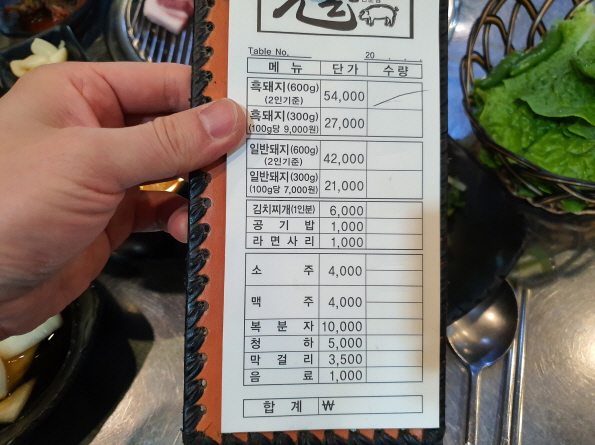 Table No. 20 . . .
메뉴 단가 수량
흑돼지(600g) (2인기준) 54,000
흑돼지(300g) (100g당 9,000원) 27,000
일반돼지(600g) (2인기준) 42,000
일반돼지(300g) (100g당 7,000원) 21,000
김치찌개(1인분) 6,000
공기밥 1,000
라면사리 1,000
소주 4,000
맥주 4,000
복분자 10,000
청하 5,000
막걸리 3,500
음료 1,000
합계 ₩